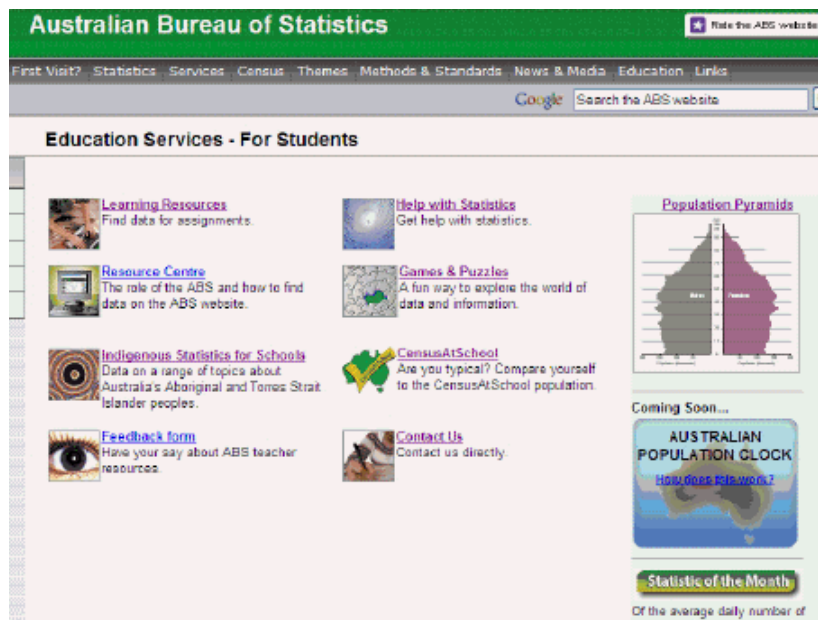 Australian Bureau of Statistics
Rate the ABS website
First Visit? Statistics Services Census Themes Methods & Standards News & Media Education Links
Google Search the ABS website
Education Services - For Students
Learning Resources
Find data for assignments.
Help with Statistics
Get help with statistics.
Population Pyramids
Resource Centre
The role of the ABS and how to find
data on the ABS website.
Games & Puzzles
A fun way to explore the world of
data and information.
Indigenous Statistics for Schools
Data on a range of topics about
Australia's Aboriginal and Torres Strait
Islander peoples.
CensusAtSchool
Are you typical? Compare yourself
to the CensusAtSchool population.
Feedback form
Have your say about ABS teacher
resources.
Contact Us
Contact us directly.
Coming Soon...
AUSTRALIAN
POPULATION CLOCK
How does this work?
Statistic of the Month
Of the average daily number of